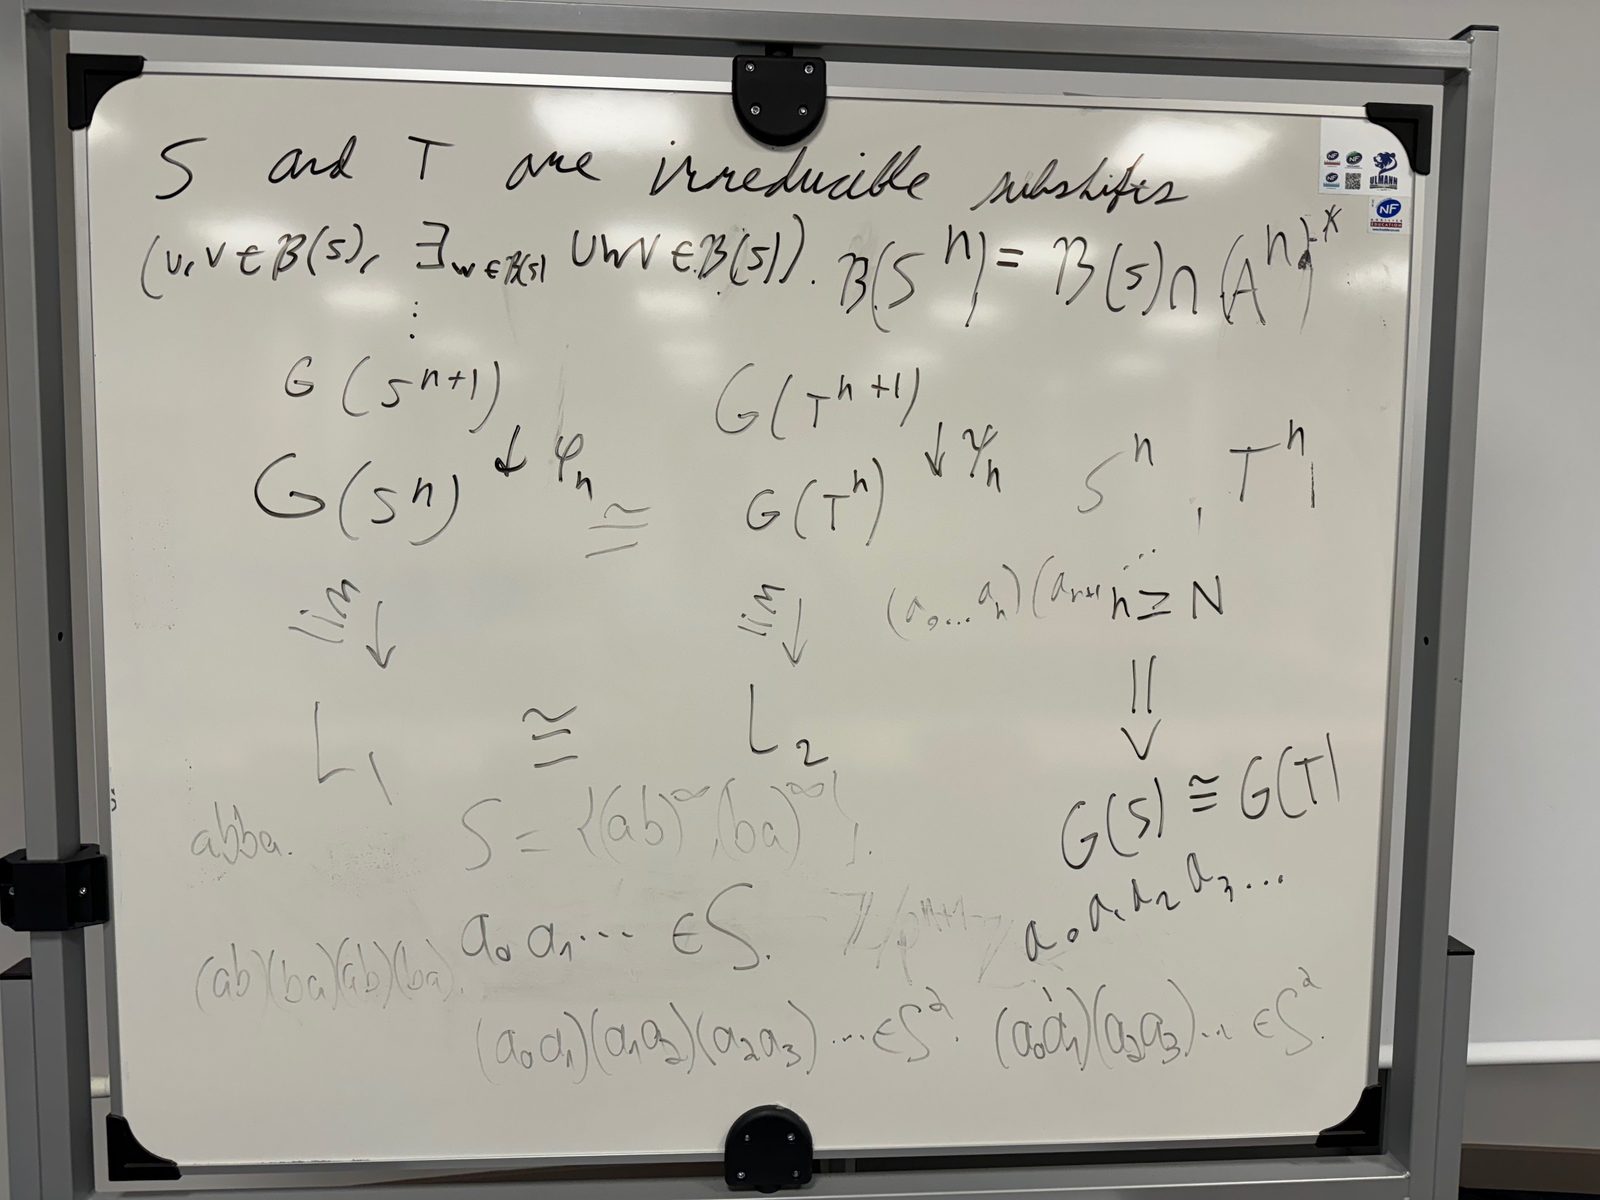 S and T are irreducible subshifts
(u, v ∈ B(S), ∃w ∈ B(S) uwv ∈ B(S)). B(S^n) = B(S) ∩ (A^n)^*
⋮
G(S^{n+1}) ↓ φ_n G(T^{n+1}) ↓ ψ_n
G(S^n) ≅ G(T^n) S^n, T^n,
lim ↓ lim ↓ (a_0...a_n)(a_{n+1}... n ≥ N
⇓
L_1 ≅ L_2
G(S) ≅ G(T)
abba. S = {(ab)^∞, (ba)^∞}.
a_0 a_1 a_2 a_3 ...
a_0 a_1 ... ∈ S.
(ab)(ba)(ab)(ba).
(a_0 a_1)(a_1 a_2)(a_2 a_3) ... ∈ S^2. (a_0 a_1)(a_2 a_3) ... ∈ S^2.
ULMANN
NF